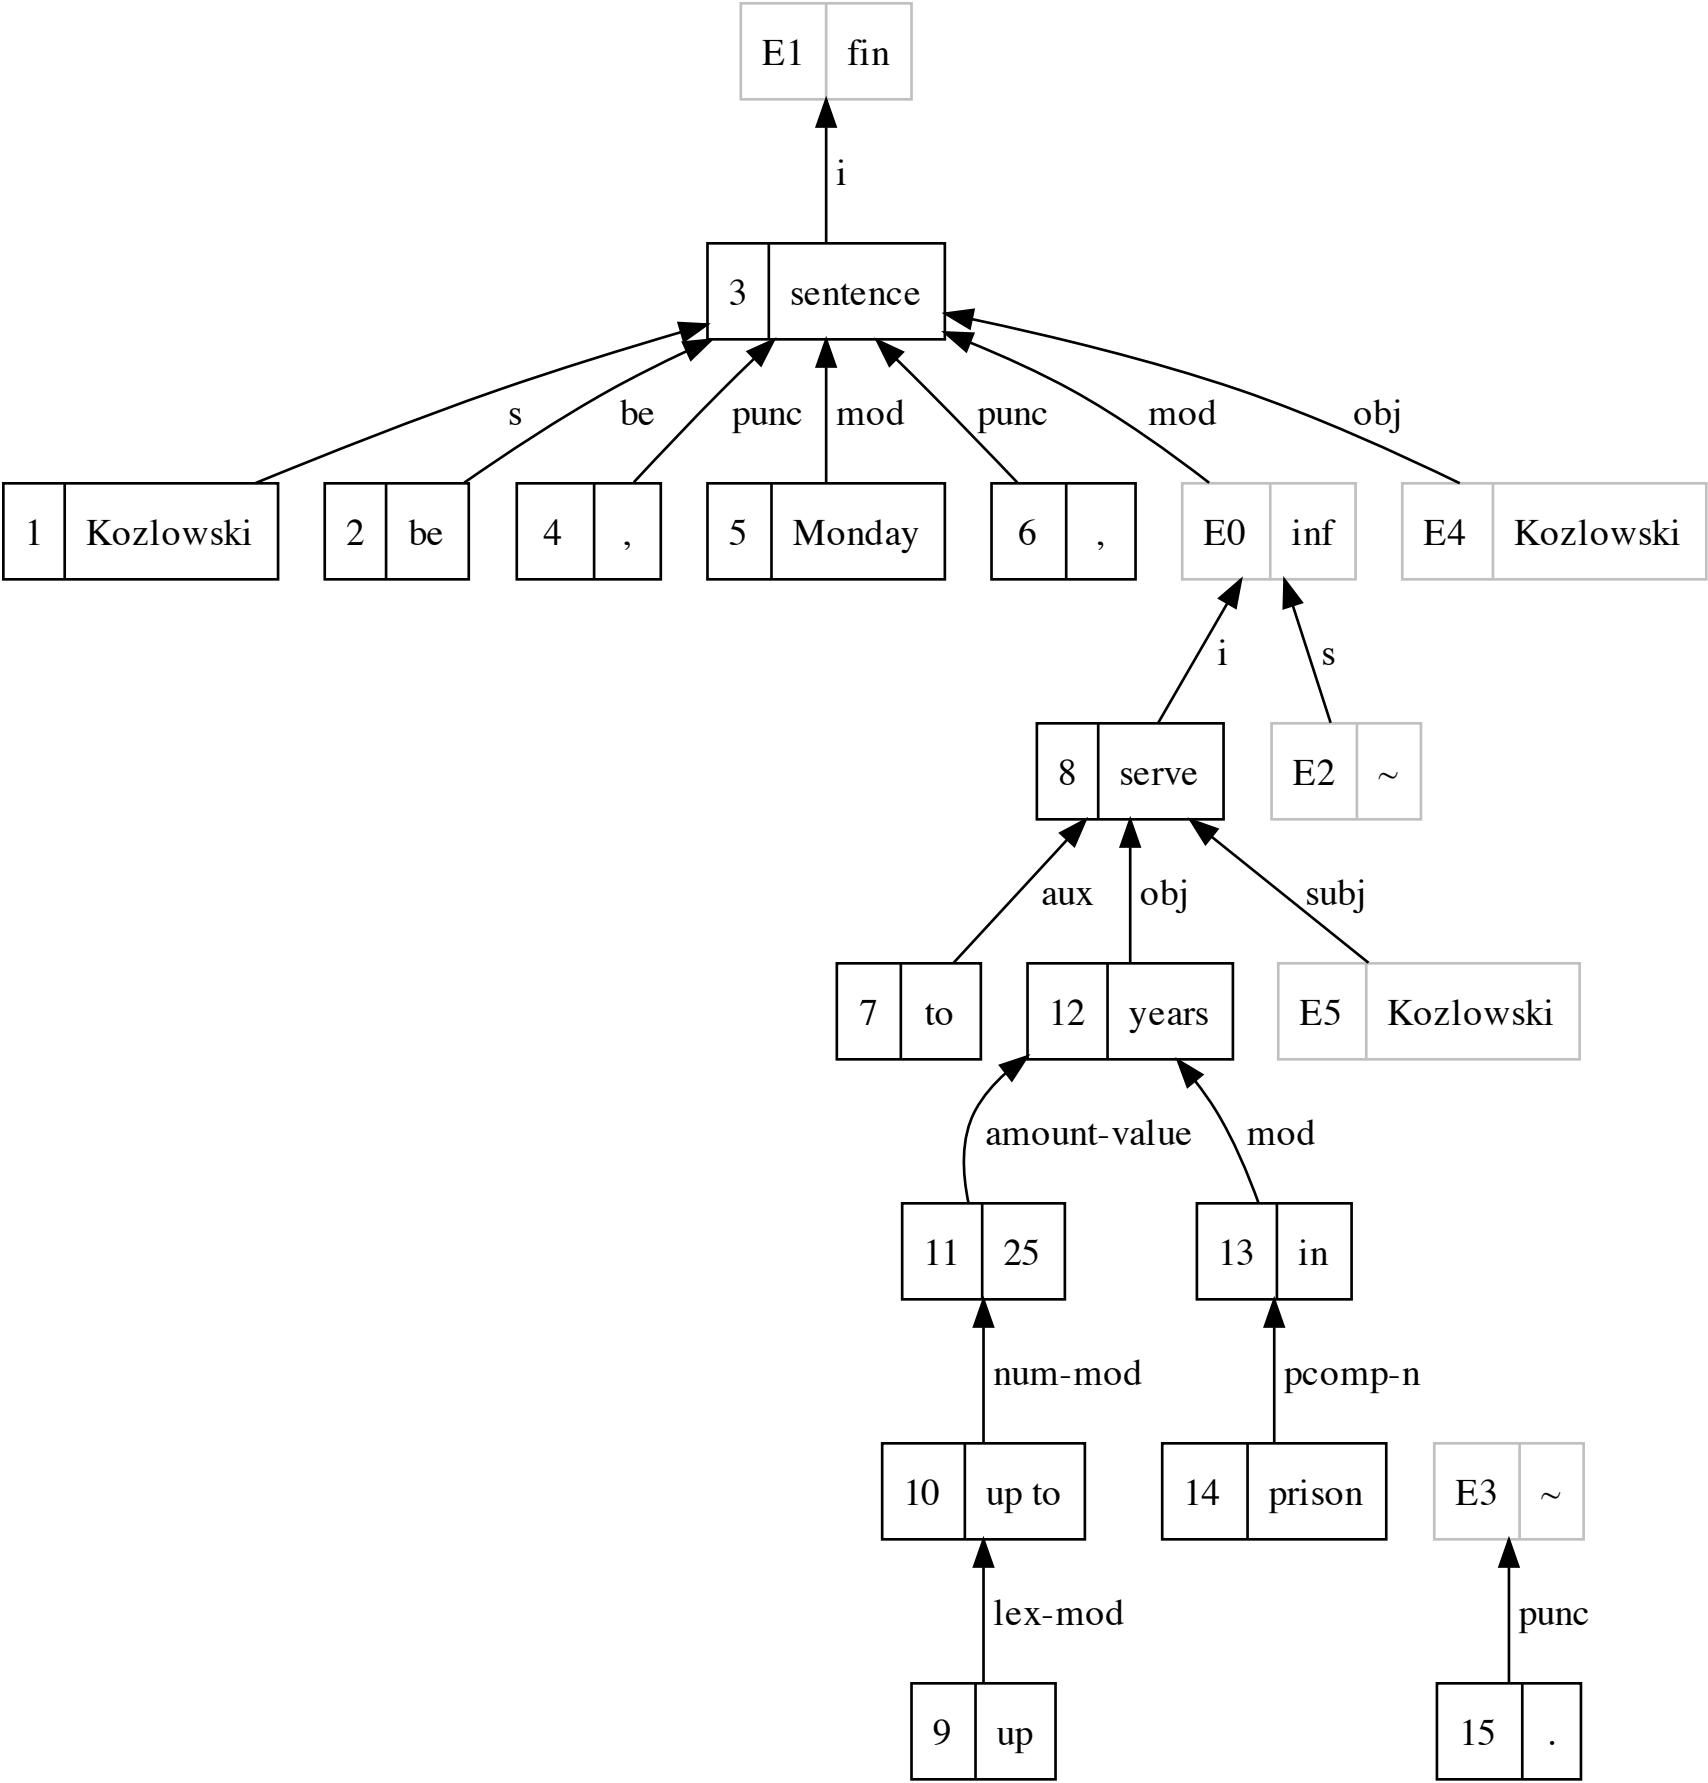 E1 fin
i
3 sentence
s be punc mod punc mod obj
1 Kozlowski 2 be 4 , 5 Monday 6 , E0 inf E4 Kozlowski
i s
8 serve E2 ~
aux obj subj
7 to 12 years E5 Kozlowski
amount-value mod
11 25 13 in
num-mod pcomp-n
10 up to 14 prison E3 ~
lex-mod punc
9 up 15 .